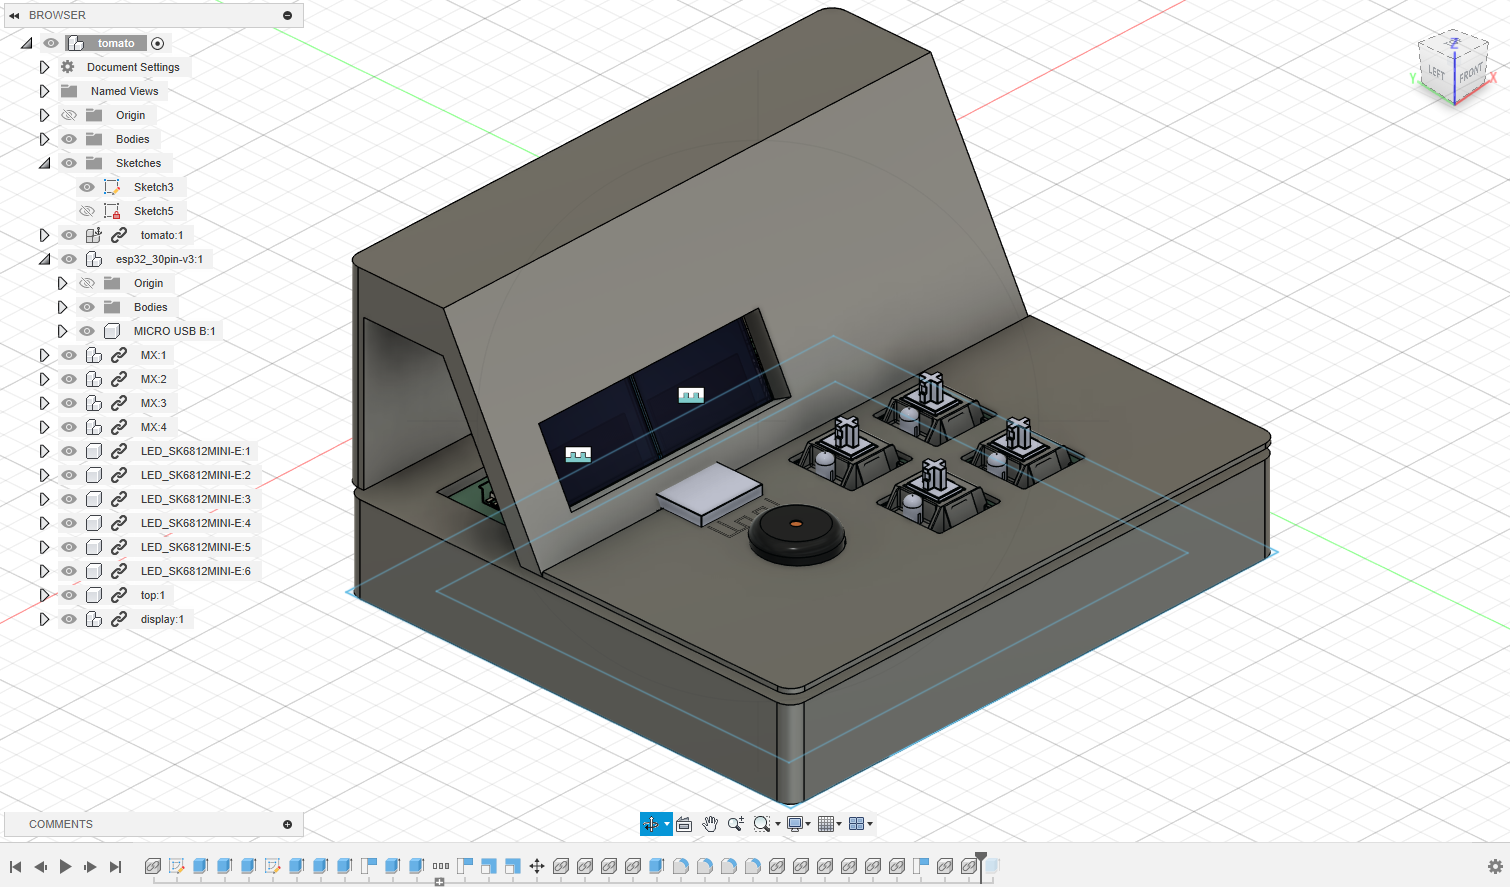 BROWSER
tomato
Document Settings
Named Views
Origin
Bodies
Sketches
Sketch3
Sketch5
tomato:1
esp32_30pin-v3:1
Origin
Bodies
MICRO USB B:1
MX:1
MX:2
MX:3
MX:4
LED_SK6812MINI-E:1
LED_SK6812MINI-E:2
LED_SK6812MINI-E:3
LED_SK6812MINI-E:4
LED_SK6812MINI-E:5
LED_SK6812MINI-E:6
top:1
display:1
Z
LEFT FRONT
Y X
COMMENTS